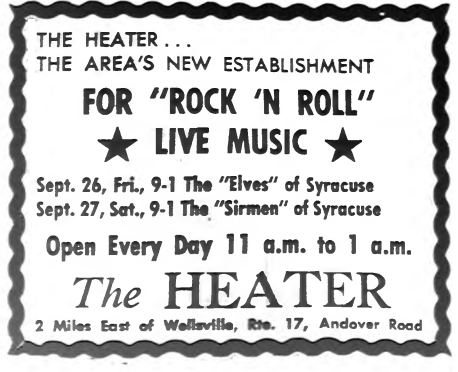 THE HEATER...
THE AREA'S NEW ESTABLISHMENT
FOR "ROCK 'N ROLL"
★ LIVE MUSIC ★
Sept. 26, Fri., 9-1 The "Elves" of Syracuse
Sept. 27, Sat., 9-1 The "Sirmen" of Syracuse
Open Every Day 11 a.m. to 1 a.m.
The HEATER
2 Miles East of Wellsville, Rte. 17, Andover Road